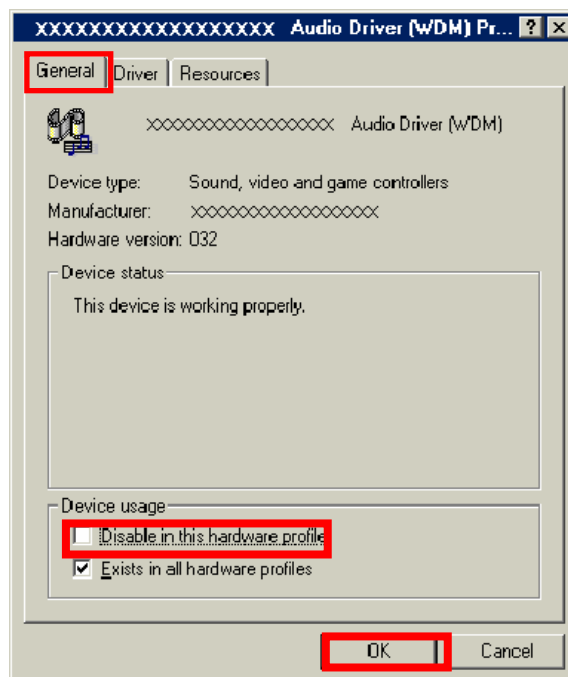 XXXXXXXXXXXXXXXXXX Audio Driver (WDM) Pr... ? X
General Driver Resources
XXXXXXXXXXXXXXXXXX Audio Driver (WDM)
Device type: Sound, video and game controllers
Manufacturer: XXXXXXXXXXXXXXXXXX
Hardware version: 032
Device status
This device is working properly.
Device usage
Disable in this hardware profile
Exists in all hardware profiles
OK Cancel